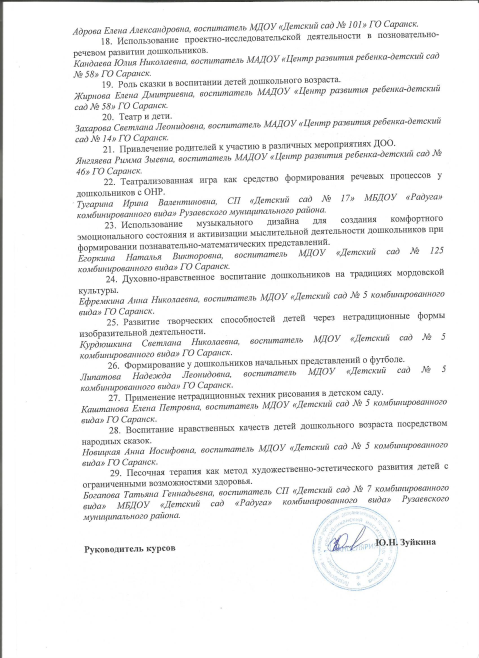 Адрова Елена Александровна, воспитатель МДОУ «Детский сад № 101» ГО Саранск.
18. Использование проектно-исследовательской деятельности в позновательно-
речевом развитии дошкольников.
Кандаева Юлия Николаевна, воспитатель МАДОУ «Центр развития ребенка-детский сад
№ 58» ГО Саранск.
19. Роль сказки в воспитании детей дошкольного возраста.
Жирнова Елена Дмитриевна, воспитатель МАДОУ «Центр развития ребенка-детский
сад № 58» ГО Саранск.
20. Театр и дети.
Захарова Светлана Леонидовна, воспитатель МАДОУ «Центр развития ребенка-детский
сад № 14» ГО Саранск.
21. Привлечение родителей к участию в различных мероприятиях ДОО.
Янгляева Римма Зыевна, воспитатель МАДОУ «Центр развития ребенка-детский сад №
46» ГО Саранск.
22. Театрализованная игра как средство формирования речевых процессов у
дошкольников с ОНР.
Тугарина Ирина Валентиновна, СП «Детский сад № 17» МБДОУ «Радуга»
комбинированного вида» Рузаевского муниципального района.
23. Использование музыкального дизайна для создания комфортного
эмоционального состояния и активизации мыслительной деятельности дошкольников при
формировании познавательно-математических представлений.
Егоркина Наталья Викторовна, воспитатель МДОУ «Детский сад № 125
комбинированного вида» ГО Саранск.
24. Духовно-нравственное воспитание дошкольников на традициях мордовской
культуры.
Ефремкина Анна Николаевна, воспитатель МДОУ «Детский сад № 5 комбинированного
вида» ГО Саранск.
25. Развитие творческих способностей детей через нетрадиционные формы
изобразительной деятельности.
Курдюшкина Светлана Николаевна, воспитатель МДОУ «Детский сад № 5
комбинированного вида» ГО Саранск.
26. Формирование у дошкольников начальных представлений о футболе.
Липатова Надежда Леонидовна, воспитатель МДОУ «Детский сад № 5
комбинированного вида» ГО Саранск.
27. Применение нетрадиционных техник рисования в детском саду.
Каштанова Елена Петровна, воспитатель МДОУ «Детский сад № 5 комбинированного
вида» ГО Саранск.
28. Воспитание нравственных качеств детей дошкольного возраста посредством
народных сказок.
Новицкая Анна Иосифовна, воспитатель МДОУ «Детский сад № 5 комбинированного
вида» ГО Саранск.
29. Песочная терапия как метод художественно-эстетического развития детей с
ограниченными возможностями здоровья.
Богапова Татьяна Геннадьевна, воспитатель СП «Детский сад № 7 комбинированного
вида» МБДОУ «Детский сад «Радуга» комбинированного вида» Рузаевского
муниципального района.
Руководитель курсов
Ю.Н. Зуйкина